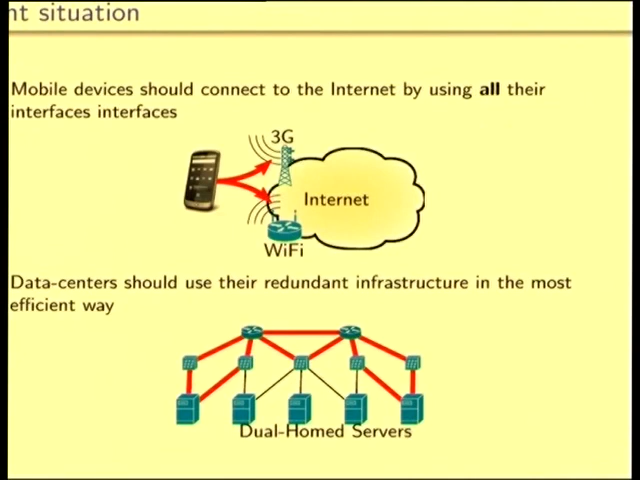 nt situation
Mobile devices should connect to the Internet by using all their
interfaces interfaces
3G
Internet
WiFi
Data-centers should use their redundant infrastructure in the most
efficient way
Dual-Homed Servers